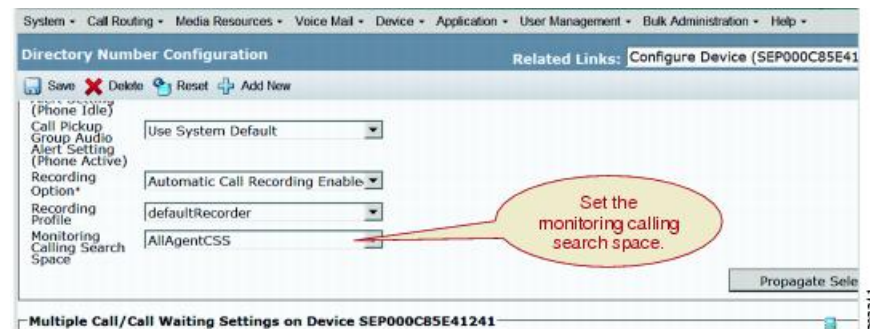 System Call Routing Media Resources Voice Mail Device Application User Management Bulk Administration Help
Directory Number Configuration
Related Links: Configure Device (SEP000C85E41
Save Delete Reset Add New
(Phone Idle)
Call Pickup
Group Audio
Alert Setting
(Phone Active)
Use System Default
Recording
Option*
Automatic Call Recording Enable
Recording
Profile
defaultRecorder
Monitoring
Calling Search
Space
AllAgentCSS
Set the
monitoring calling
search space.
Propagate Sele
Multiple Call/Call Waiting Settings on Device SEP000C85E41241